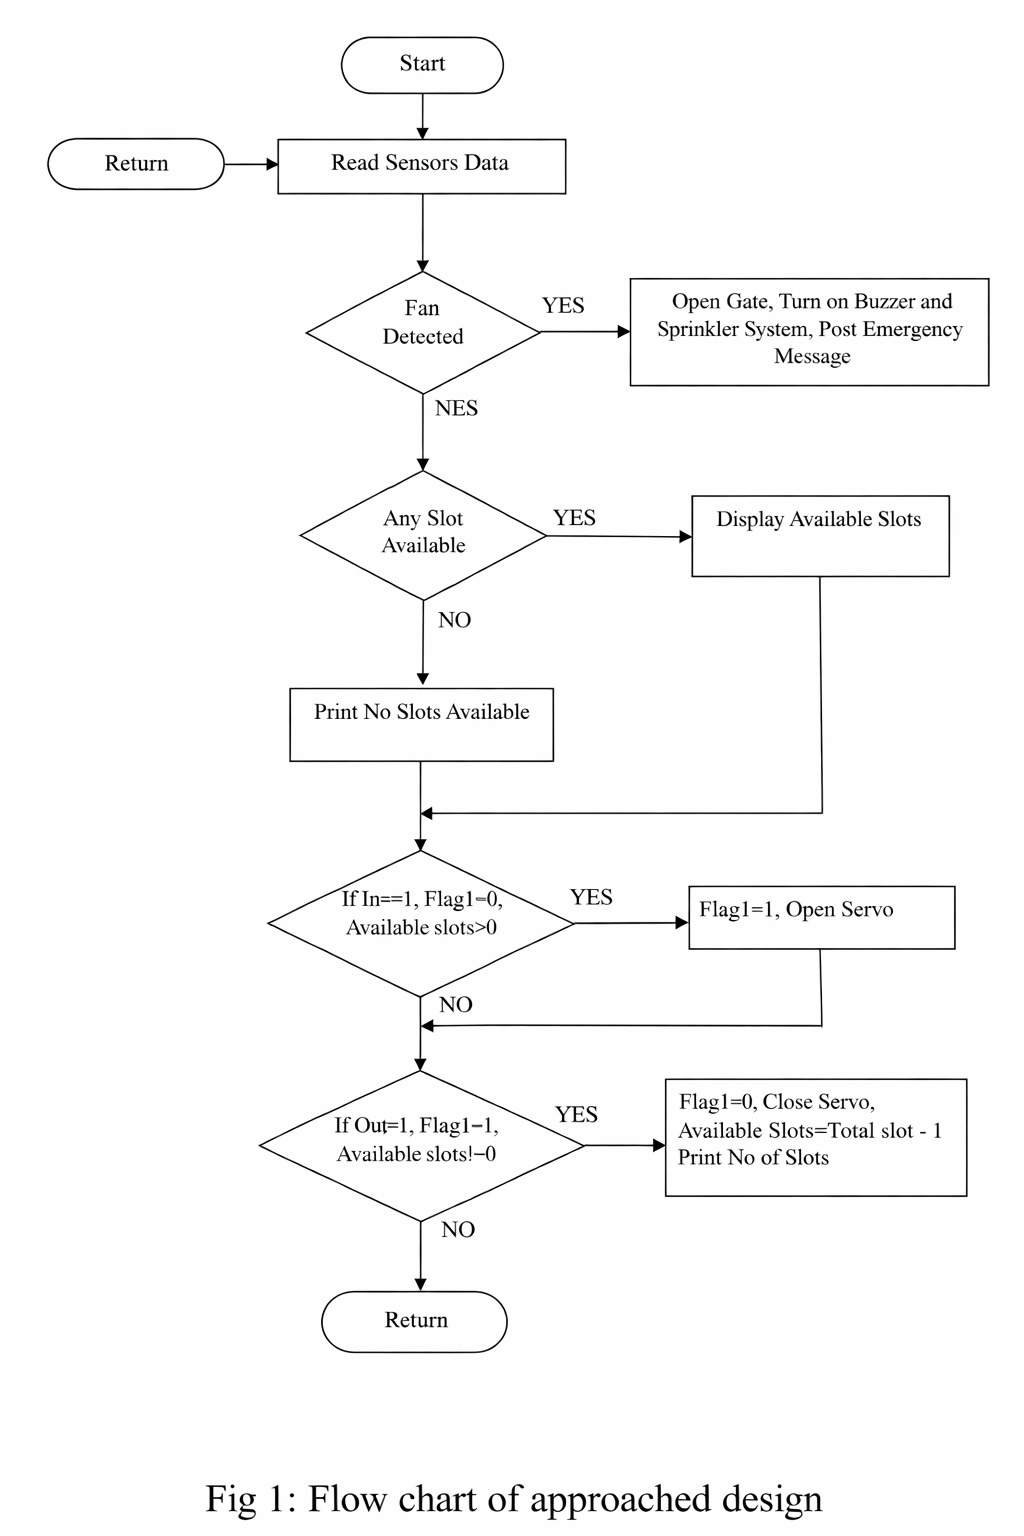 Start
Return
Read Sensors Data
Fan
Detected
YES
Open Gate, Turn on Buzzer and
Sprinkler System, Post Emergency
Message
NES
Any Slot
Available
YES
Display Available Slots
NO
Print No Slots Available
If In==1, Flag1=0,
Available slots>0
YES
Flag1=1, Open Servo
NO
If Out=1, Flag1−1,
Available slots!−0
YES
Flag1=0, Close Servo,
Available Slots=Total slot - 1
Print No of Slots
NO
Return
Fig 1: Flow chart of approached design